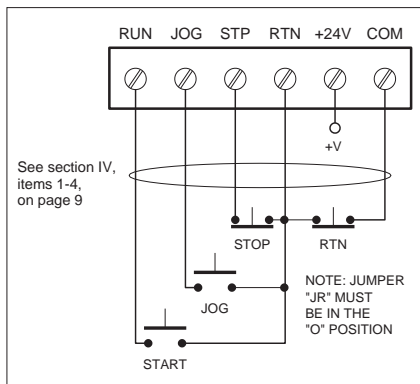 RUN JOG STP RTN +24V COM
+V
See section IV,
items 1-4,
on page 9
STOP RTN
JOG
NOTE: JUMPER
"JR" MUST
BE IN THE
"O" POSITION
START